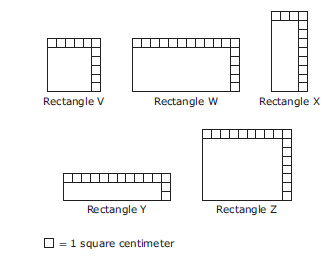 Rectangle V
Rectangle W
Rectangle X
Rectangle Y
Rectangle Z
= 1 square centimeter